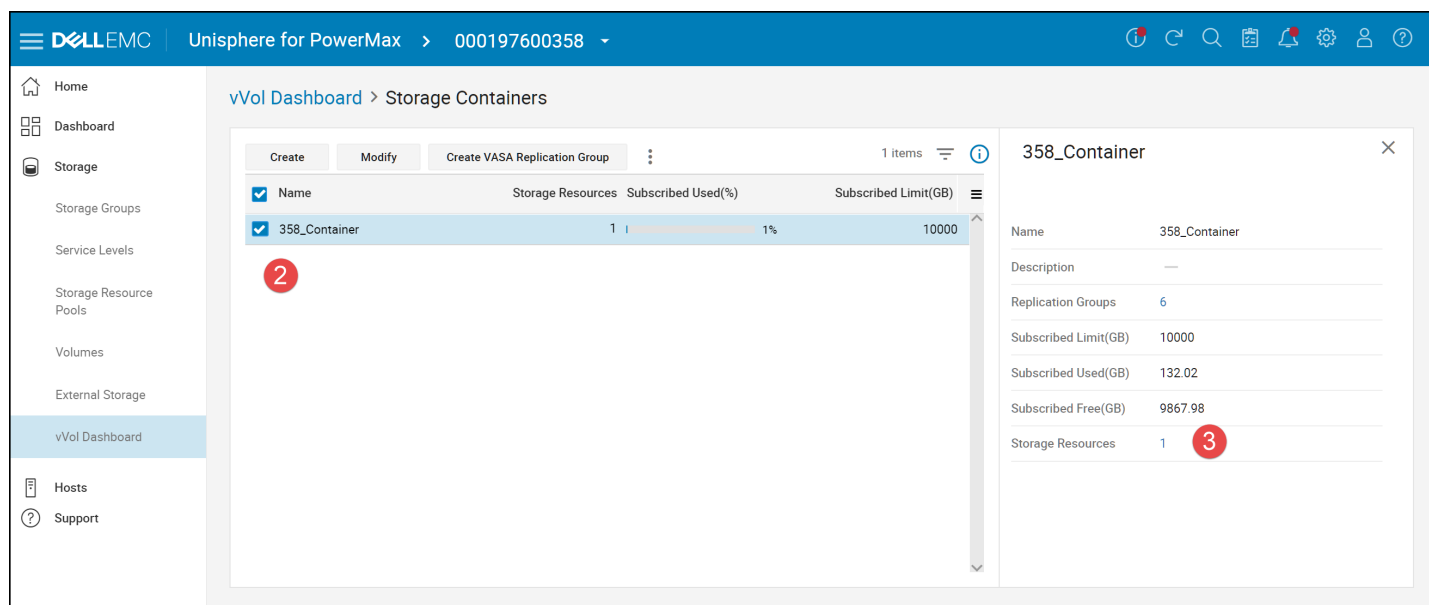 DELLEMC Unisphere for PowerMax > 000197600358
Home
Dashboard
Storage
Storage Groups
Service Levels
Storage Resource
Pools
Volumes
External Storage
vVol Dashboard
Hosts
Support
vVol Dashboard > Storage Containers
Create Modify Create VASA Replication Group 1 items
Name Storage Resources Subscribed Used(%) Subscribed Limit(GB)
358_Container 1 1% 10000
2
358_Container
Name 358_Container
Description —
Replication Groups 6
Subscribed Limit(GB) 10000
Subscribed Used(GB) 132.02
Subscribed Free(GB) 9867.98
Storage Resources 1 3